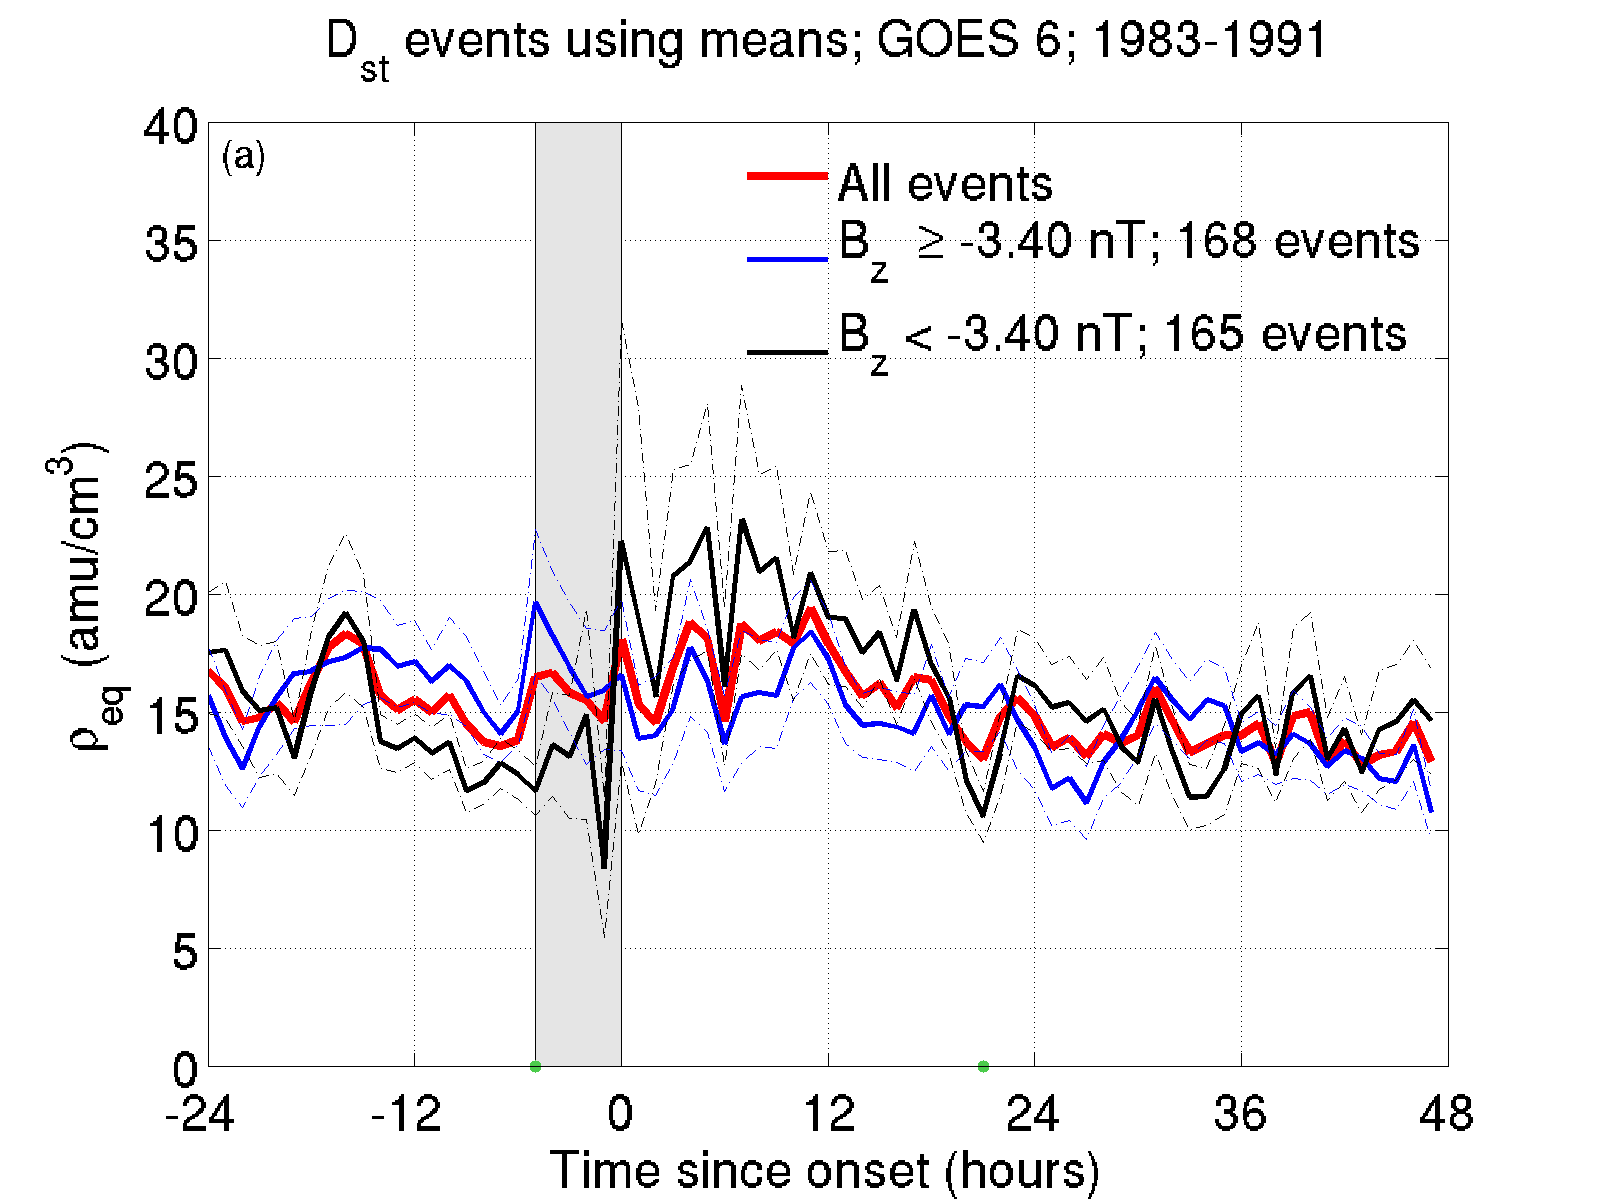 D_st events using means; GOES 6; 1983-1991
(a)
All events
B_z ≥ -3.40 nT; 168 events
B_z < -3.40 nT; 165 events
ρ_eq (amu/cm^3)
40
35
30
25
20
15
10
5
0
-24 -12 0 12 24 36 48
Time since onset (hours)